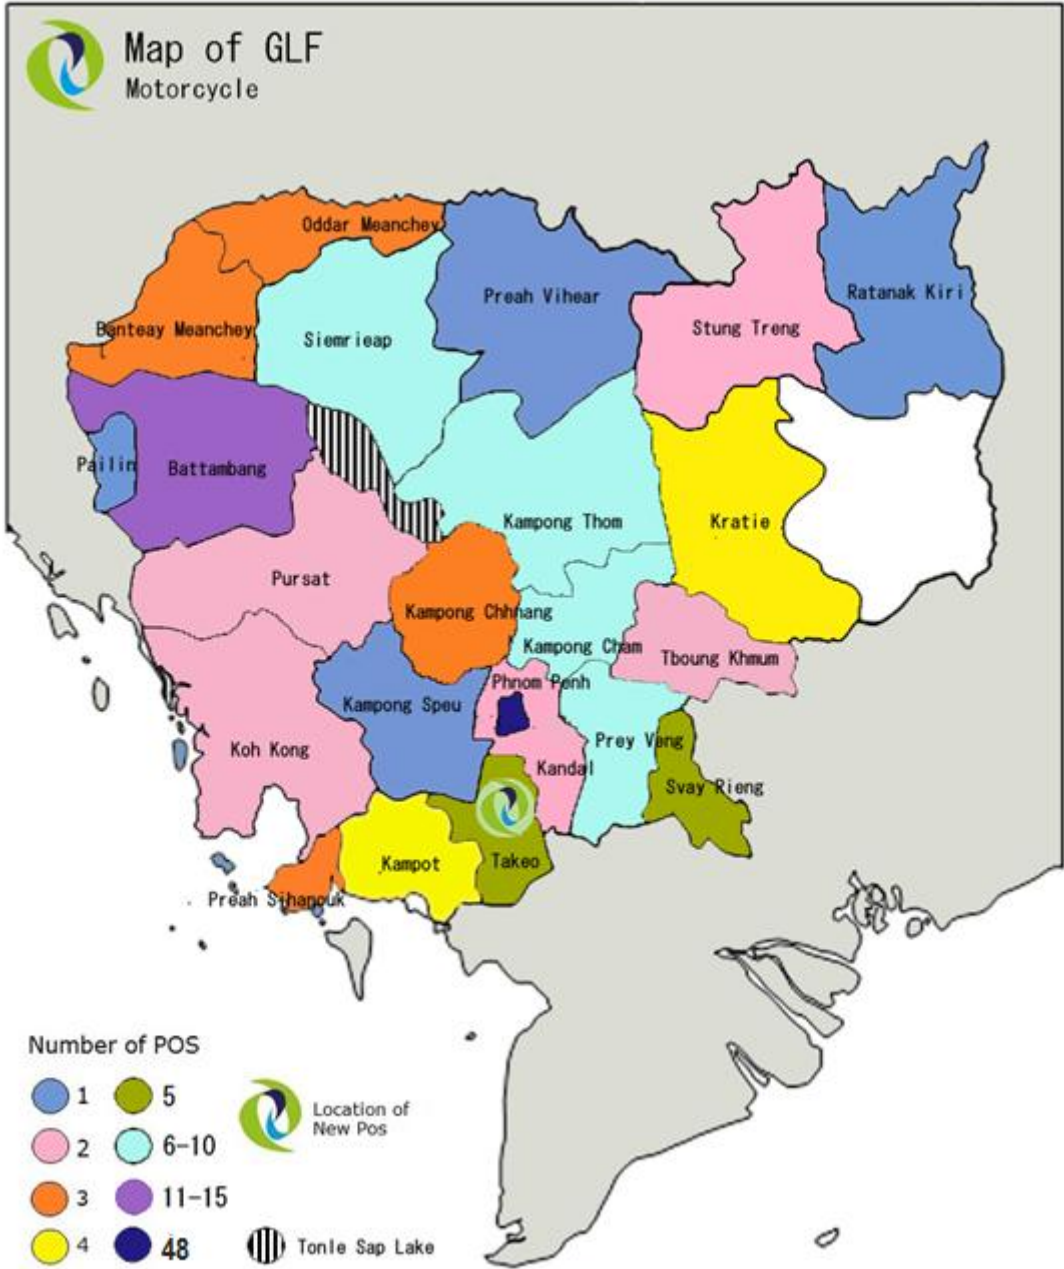 Map of GLF
Motorcycle
Oddar Meanchey
Preah Vihear
Ratanak Kiri
Banteay Meanchey
Siemrieap
Stung Treng
Pailin
Battambang
Kampong Thom
Kratie
Pursat
Kampong Chhnang
Kampong Cham
Tboung Khmum
Phnom Penh
Kampong Speu
Koh Kong
Prey Veng
Kandal
Svay Rieng
Takeo
Kampot
Preah Sihanouk
Number of POS
1
5
2
6-10
3
11-15
4
48
Location of
New Pos
Tonle Sap Lake